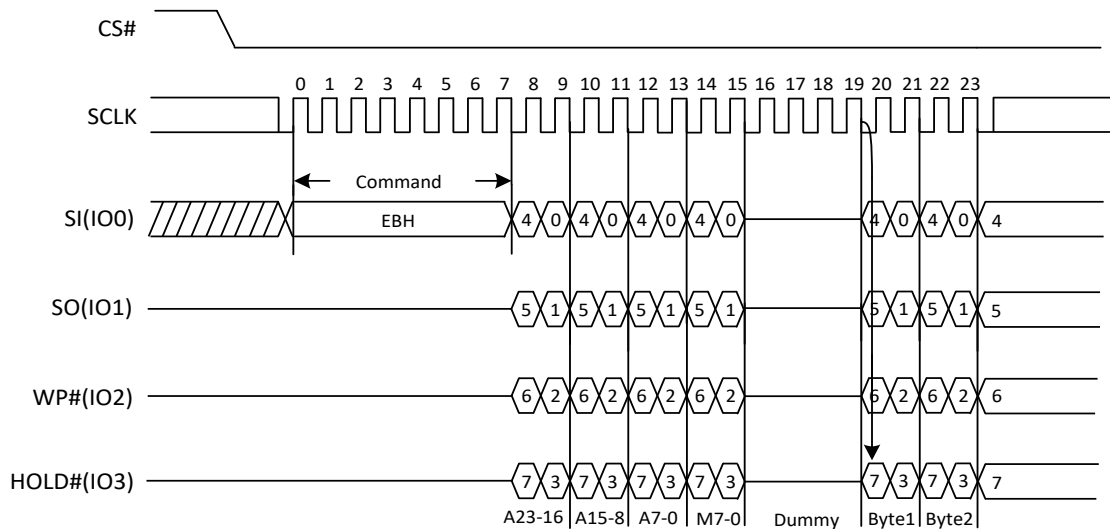 CS#
0 1 2 3 4 5 6 7 8 9 10 11 12 13 14 15 16 17 18 19 20 21 22 23
SCLK
Command
SI(IO0) EBH 4 0 4 0 4 0 4 0 4 0 4 0 4
SO(IO1) 5 1 5 1 5 1 5 1 5 1 5 1 5
WP#(IO2) 6 2 6 2 6 2 6 2 6 2 6 2 6
HOLD#(IO3) 7 3 7 3 7 3 7 3 7 3 7 3 7
A23-16 A15-8 A7-0 M7-0 Dummy Byte1 Byte2